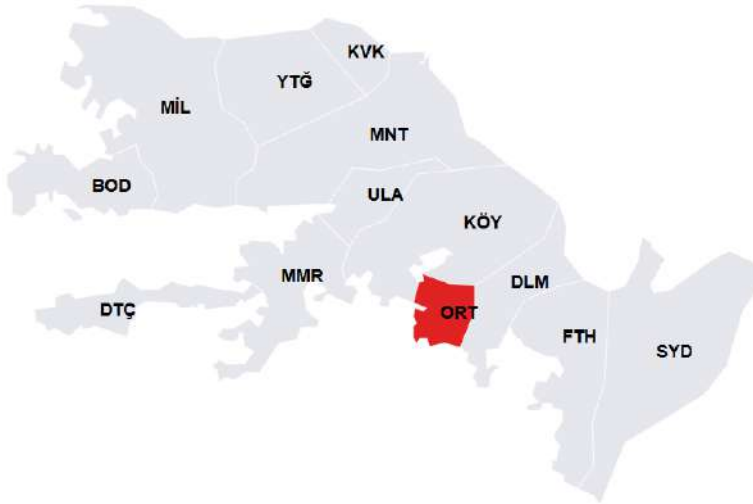 KVK
YTĞ
MİL
MNT
BOD
ULA
KÖY
MMR
DLM
DTÇ
ORT
FTH
SYD